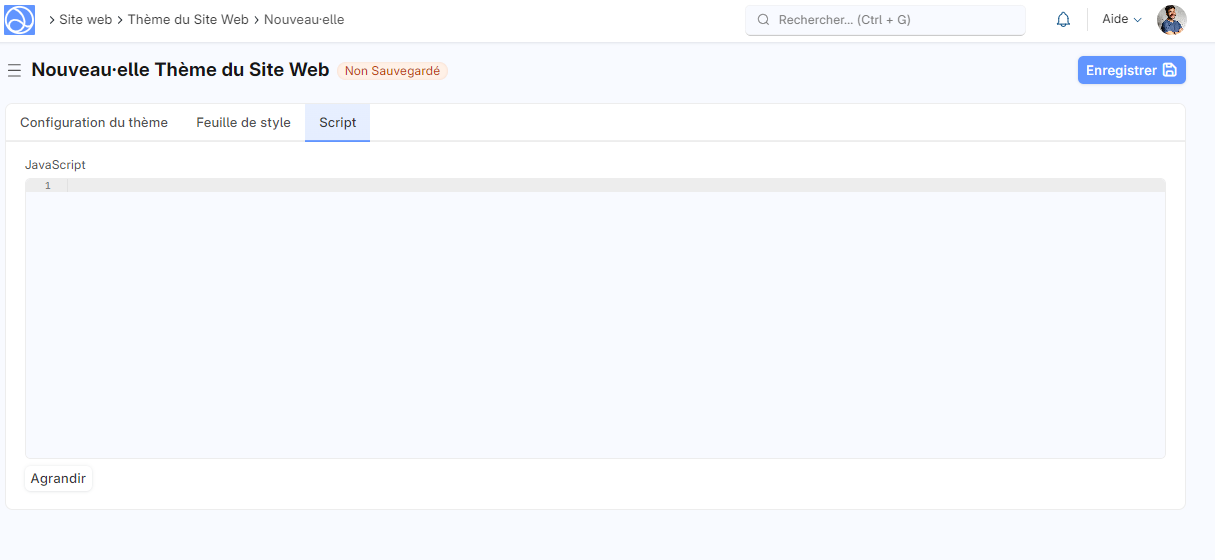 Site web > Thème du Site Web > Nouveau·elle
Rechercher... (Ctrl + G)
Aide
Nouveau·elle Thème du Site Web
Non Sauvegardé
Enregistrer
Configuration du thème
Feuille de style
Script
JavaScript
1
Agrandir